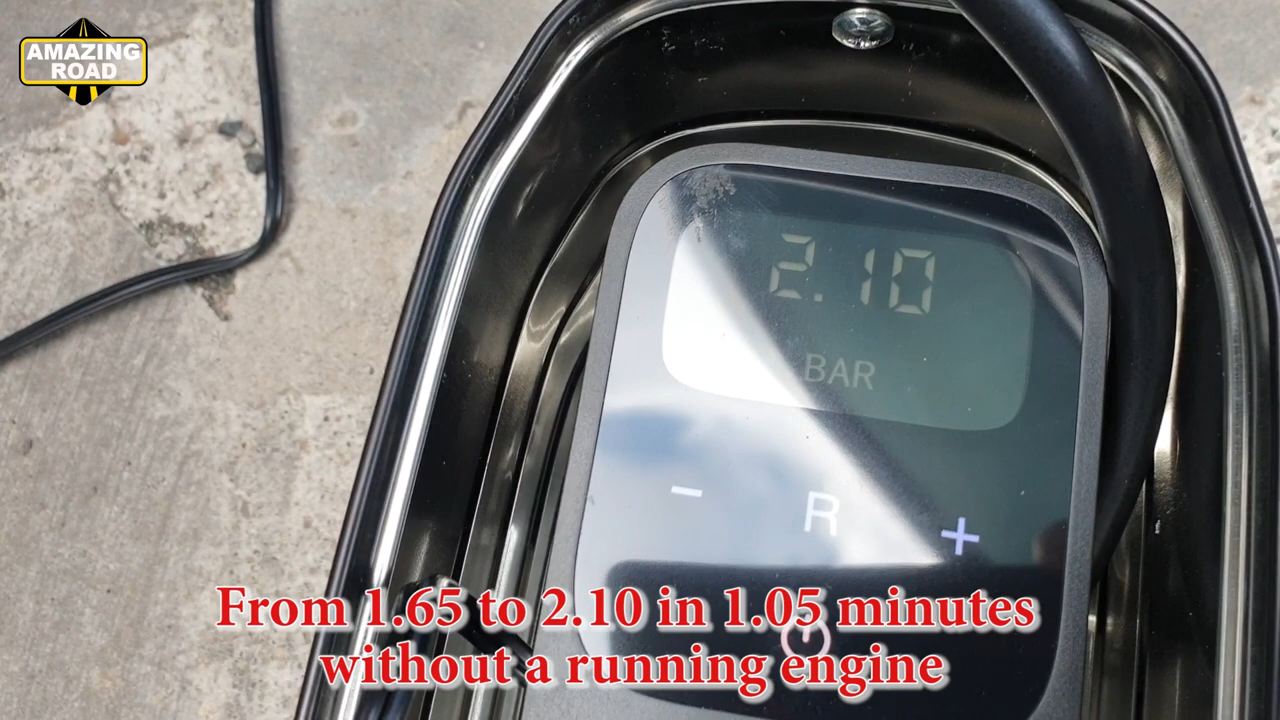 AMAZING
ROAD
2.10
BAR
- R +
From 1.65 to 2.10 in 1.05 minutes
without a running engine